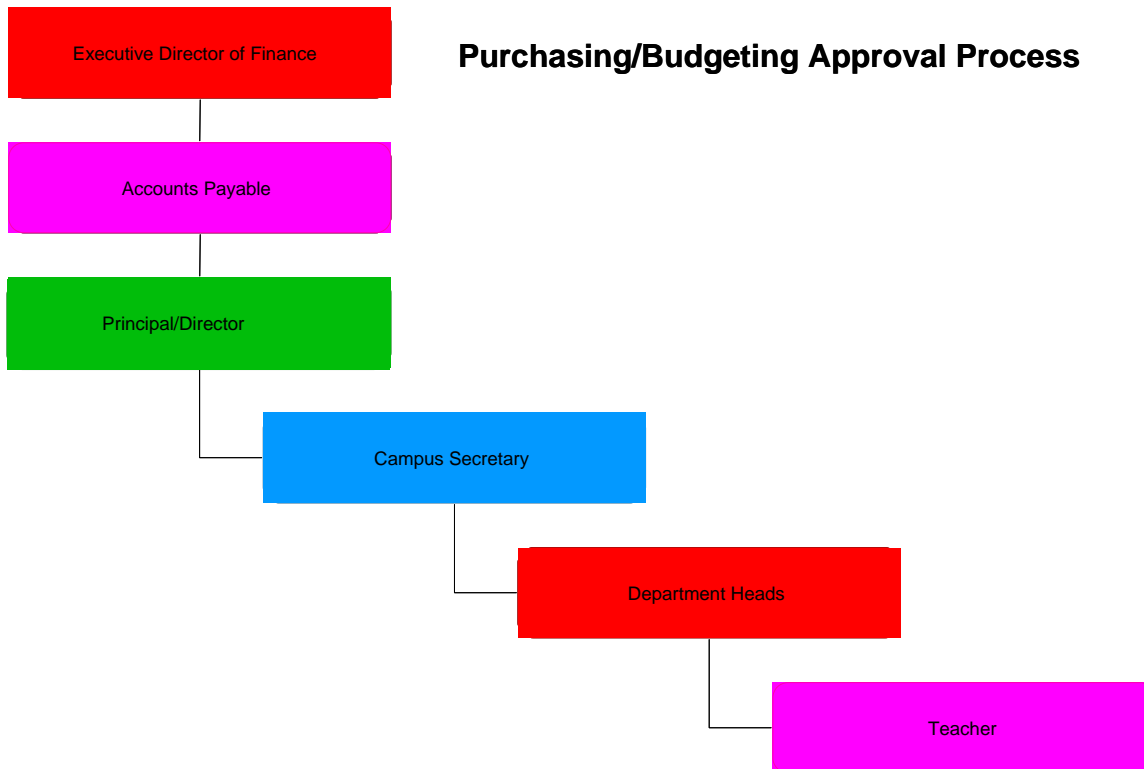 Executive Director of Finance
Purchasing/Budgeting Approval Process
Accounts Payable
Principal/Director
Campus Secretary
Department Heads
Teacher